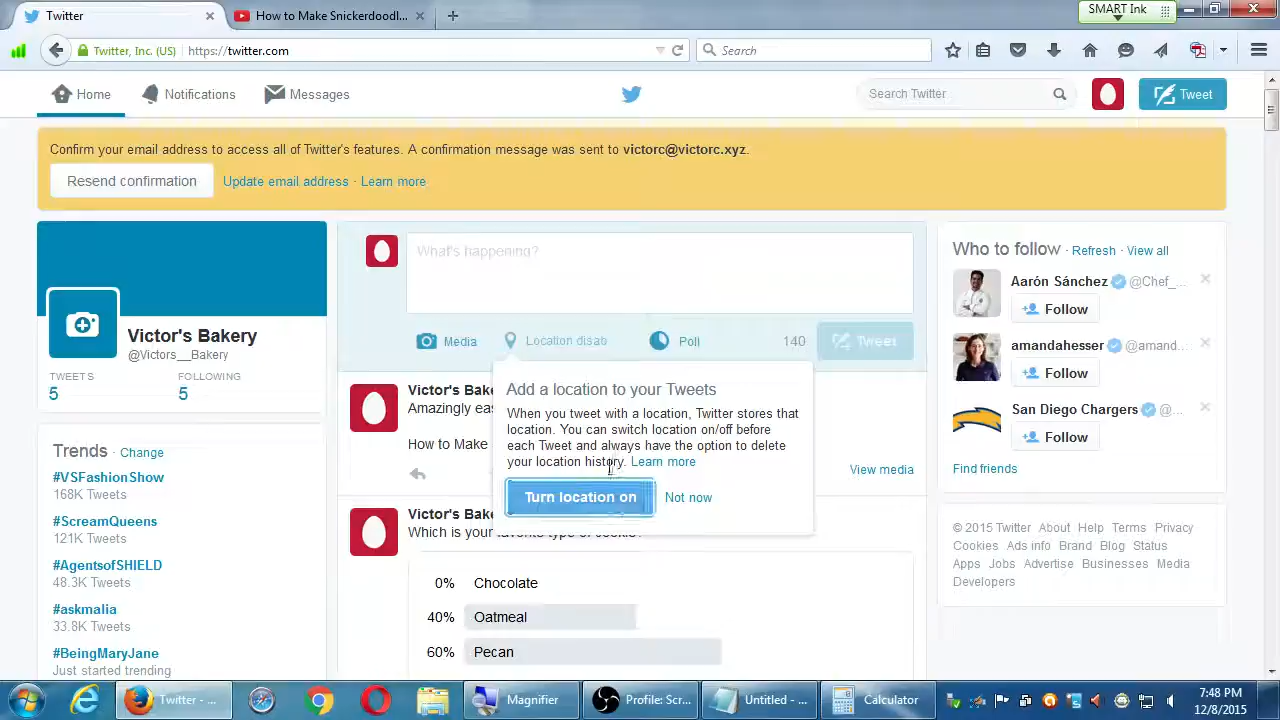 SMART Ink
Twitter
How to Make Snickerdoodl...
Twitter, Inc. (US)
https://twitter.com
Search
Home
Notifications
Messages
Search Twitter
Tweet
Confirm your email address to access all of Twitter's features. A confirmation message was sent to victorc@victorc.xyz.
Resend confirmation
Update email address · Learn more
What's happening?
Media
Location disab
Poll
140
Tweet
Victor's Bakery
@Victors__Bakery
TWEETS
FOLLOWING
5
5
Trends · Change
#VSFashionShow
168K Tweets
#ScreamQueens
121K Tweets
#AgentsofSHIELD
48.3K Tweets
#askmalia
33.8K Tweets
#BeingMaryJane
Just started trending
Add a location to your Tweets
When you tweet with a location, Twitter stores that
location. You can switch location on/off before
each Tweet and always have the option to delete
your location history. Learn more
Turn location on
Not now
Victor's Bake
Amazingly eas
How to Make
View media
Victor's Bake
Which is your favorite type of cookie?
0% Chocolate
40% Oatmeal
60% Pecan
Who to follow · Refresh · View all
Aarón Sánchez @Chef_...
Follow
amandahesser @amand...
Follow
San Diego Chargers @...
Follow
Find friends
© 2015 Twitter About Help Terms Privacy
Cookies Ads info Brand Blog Status
Apps Jobs Advertise Businesses Media
Developers
Twitter - ...
Magnifier
Profile: Scr...
Untitled - ...
Calculator
7:48 PM
12/8/2015